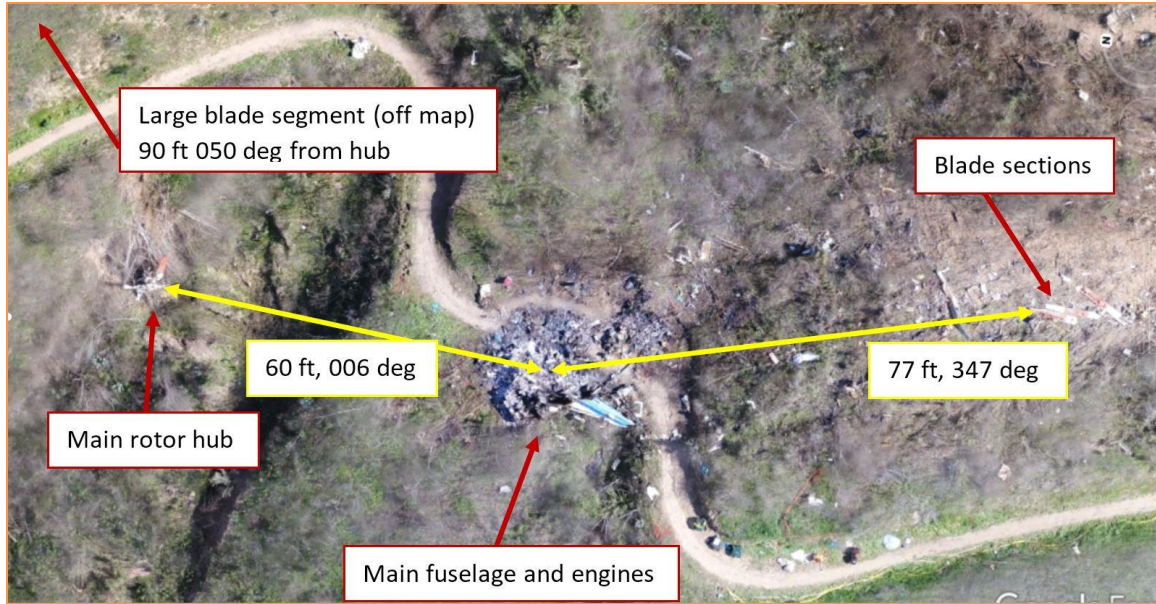 N
Large blade segment (off map)
90 ft 050 deg from hub
Blade sections
60 ft, 006 deg
77 ft, 347 deg
Main rotor hub
Main fuselage and engines